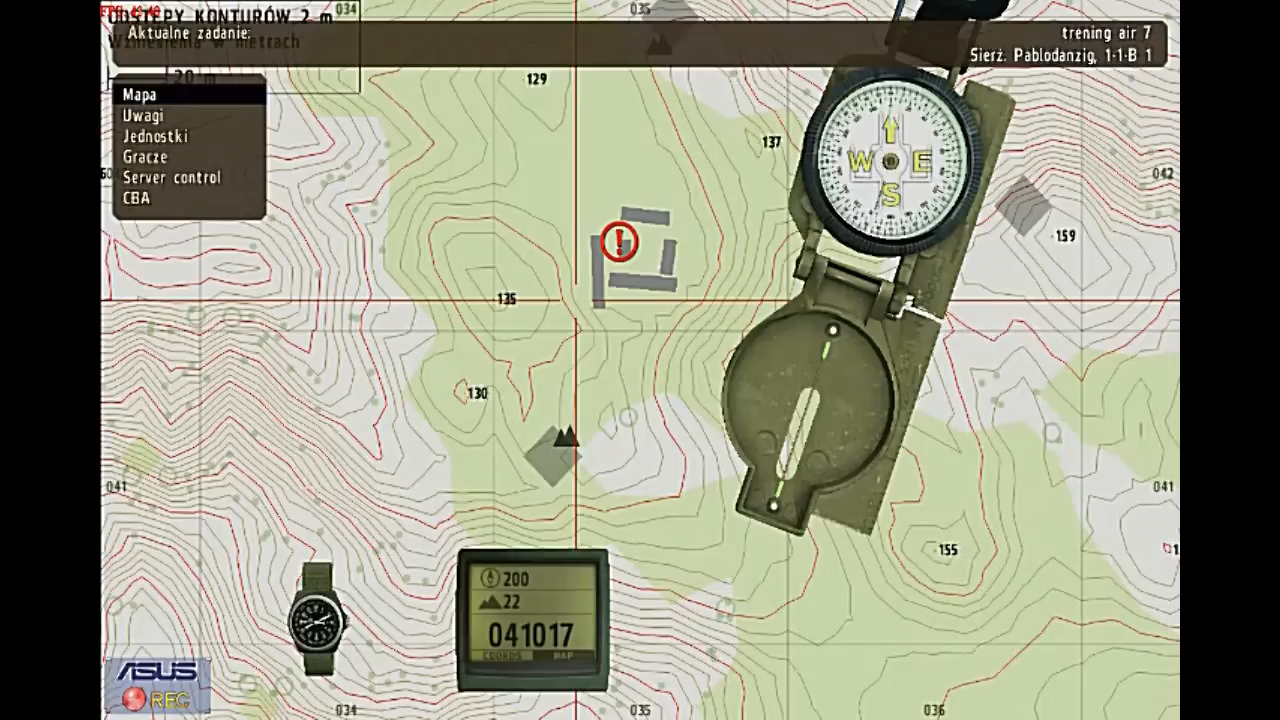 ODSTĘPY KONTURÓW 2 m
034
035
Aktualne zadanie:
trening air 7
Wzniesienia w metrach
Sierż. Pablodanzig, 1-1-B 1
20 m
129
Mapa
Uwagi
Jednostki
Gracze
Server control
CBA
137
042
W E
S
159
135
130
041
041
155
200
22
041017
COORDS MAP
ASUS
REC
034
035
036